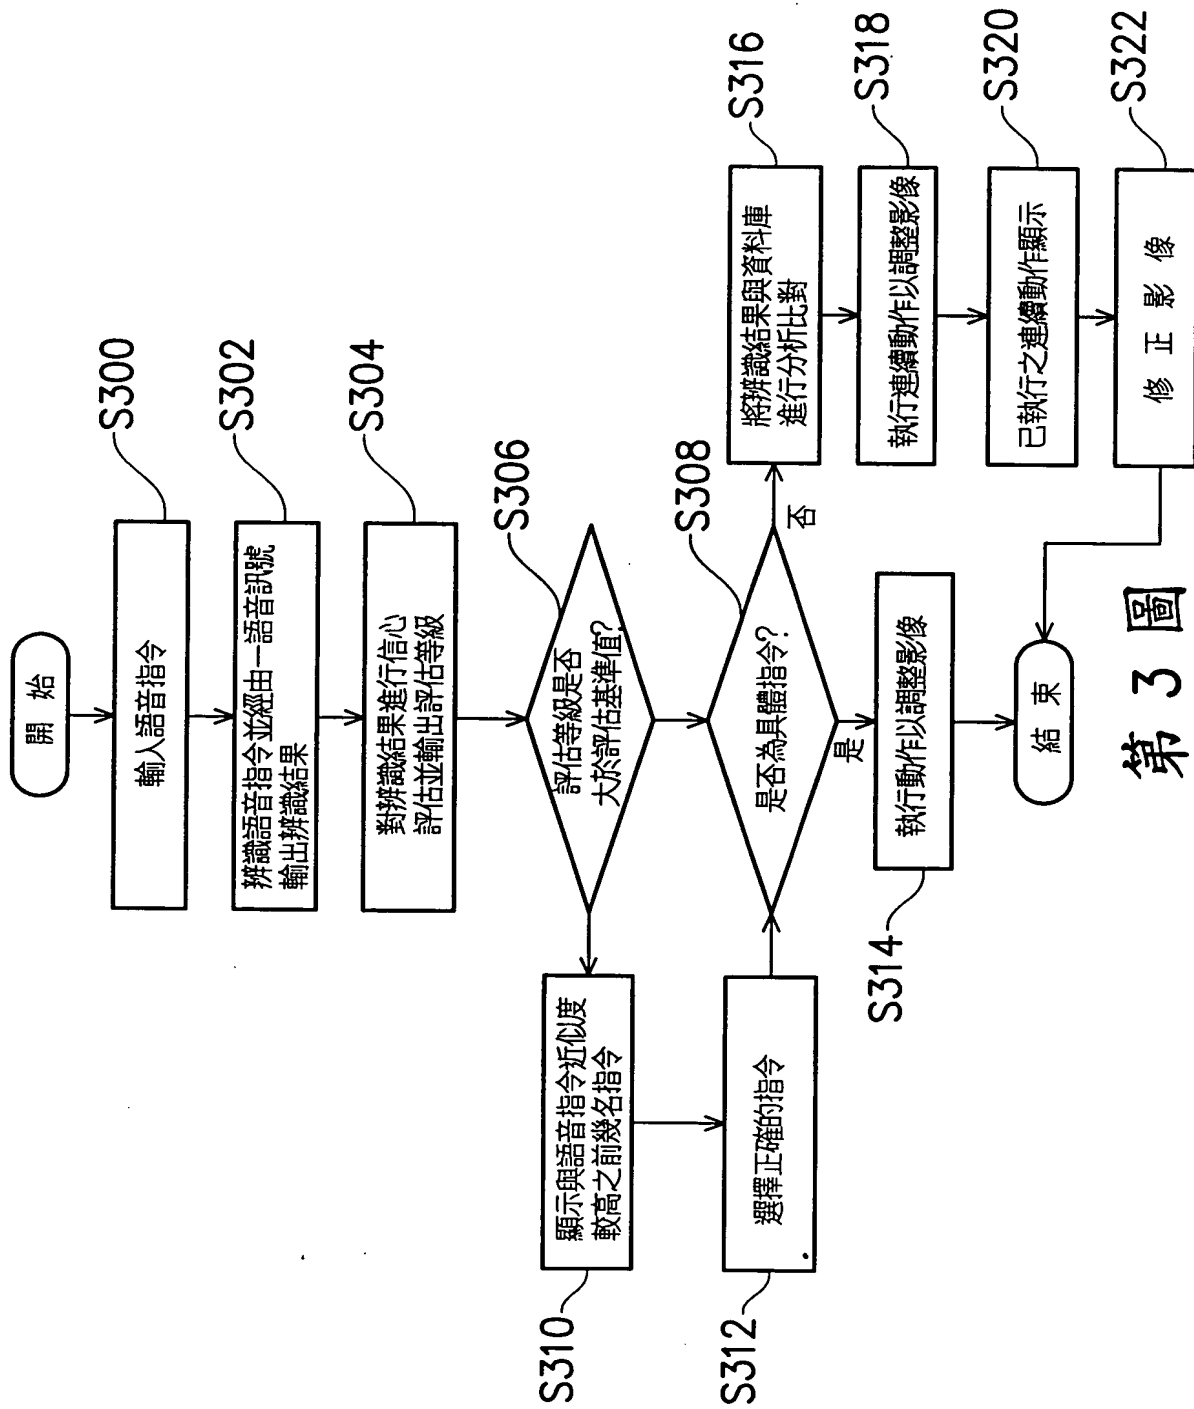 開 始
輸入語音指令
S300
辨識語音指令並經由一語音訊號
輸出辨識結果
S302
對辨識結果進行信心
評估並輸出評估等級
S304
評估等級是否
大於評估基準值?
S306
顯示與語音指令近似度
較高之前幾名指令
S310
選擇正確的指令
S312
是否為具體指令?
S308
是
否
執行動作以調整影像
S314
將辨識結果與資料庫
進行分析比對
S316
執行連續動作以調整影像
S318
已執行之連續動作顯示
S320
修 正 影 像
S322
結 束
第 3 圖